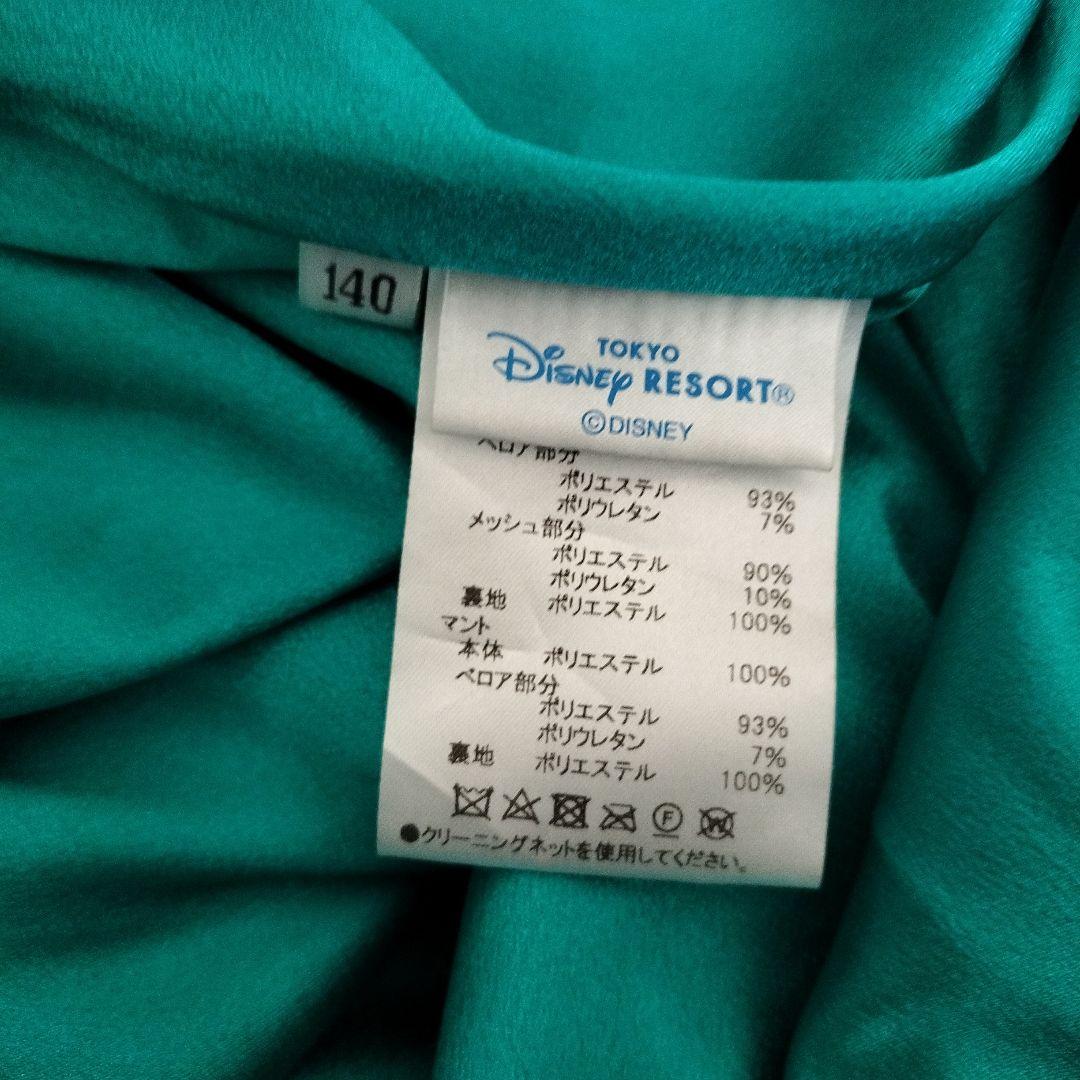 140
TOKYO
Disney RESORT®
©DISNEY
ベロア部分
ポリエステル 93%
ポリウレタン 7%
メッシュ部分
ポリエステル 90%
ポリウレタン 10%
裏地 ポリエステル 100%
マント
本体 ポリエステル 100%
ベロア部分
ポリエステル 93%
ポリウレタン 7%
裏地 ポリエステル 100%
F W
●クリーニングネットを使用してください。